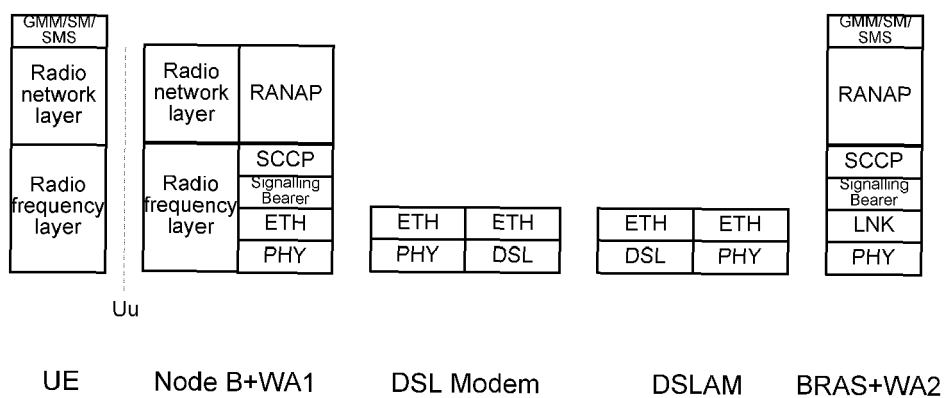 GMM/SM/
SMS
Radio
network
layer
Radio
frequency
layer
Uu
Radio
network
layer
RANAP
Radio
frequency
layer
SCCP
Signalling
Bearer
ETH
PHY
ETH
ETH
PHY
DSL
ETH
ETH
DSL
PHY
GMM/SM/
SMS
RANAP
SCCP
Signalling
Bearer
LNK
PHY
UE
Node B+WA1
DSL Modem
DSLAM
BRAS+WA2